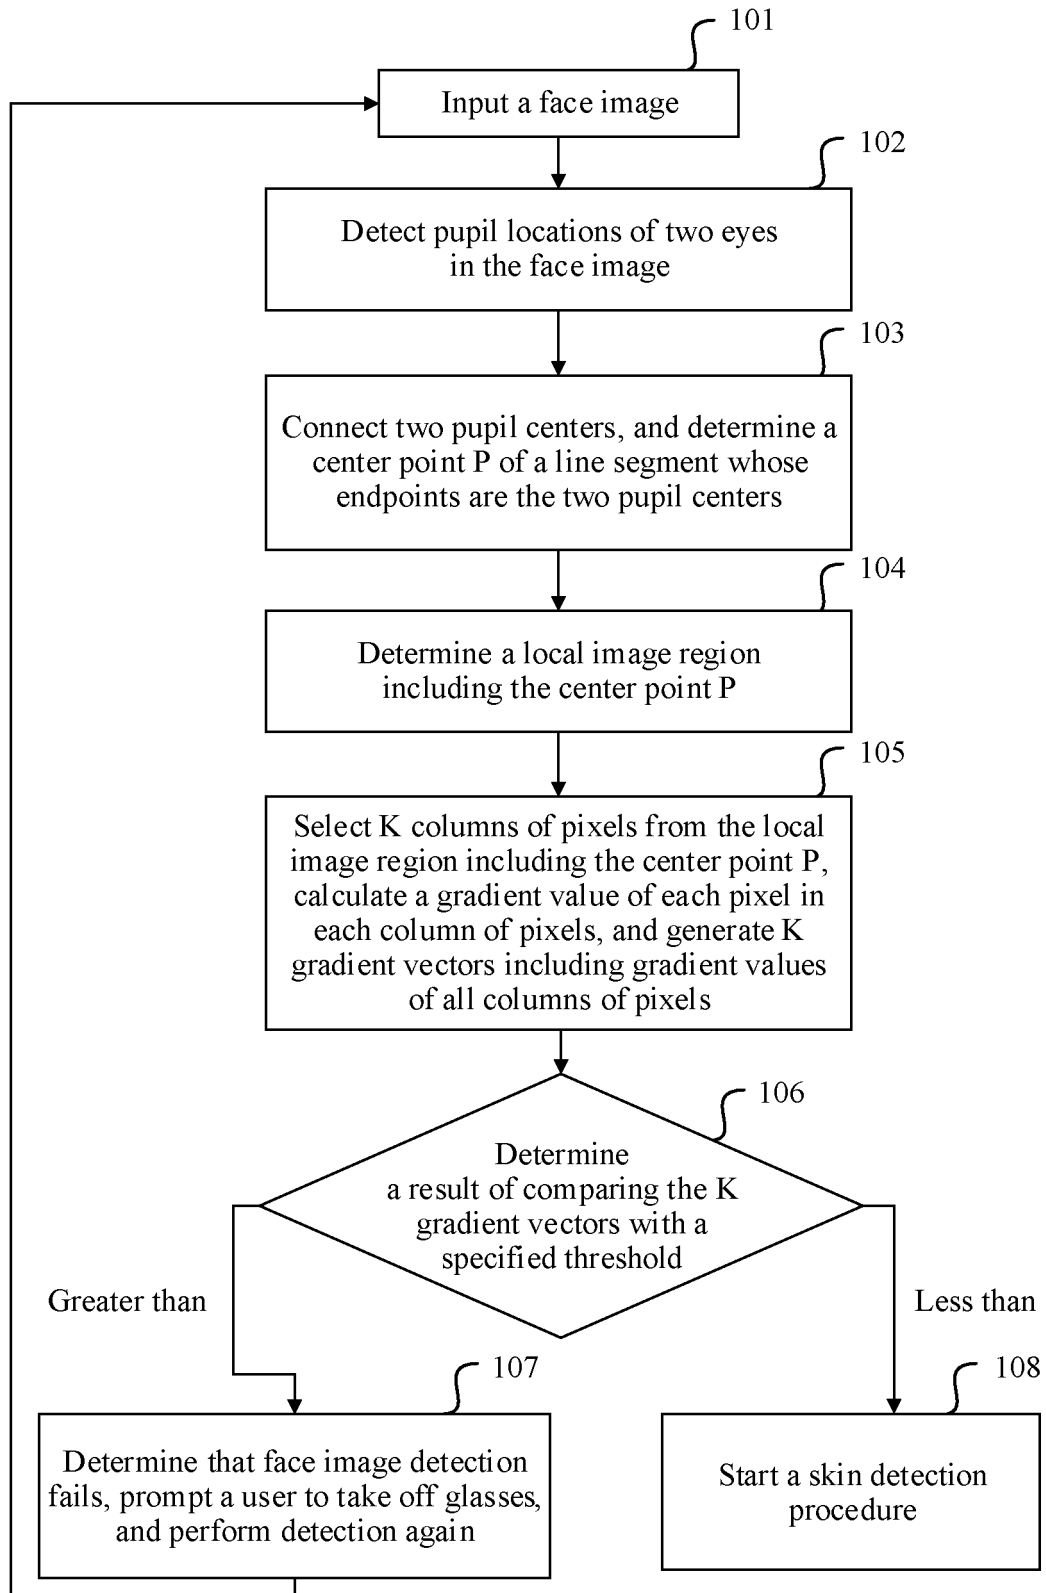 101
Input a face image
102
Detect pupil locations of two eyes
in the face image
103
Connect two pupil centers, and determine a
center point P of a line segment whose
endpoints are the two pupil centers
104
Determine a local image region
including the center point P
105
Select K columns of pixels from the local
image region including the center point P,
calculate a gradient value of each pixel in
each column of pixels, and generate K
gradient vectors including gradient values
of all columns of pixels
106
Determine
a result of comparing the K
gradient vectors with a
specified threshold
Greater than
Less than
107
Determine that face image detection
fails, prompt a user to take off glasses,
and perform detection again
108
Start a skin detection
procedure